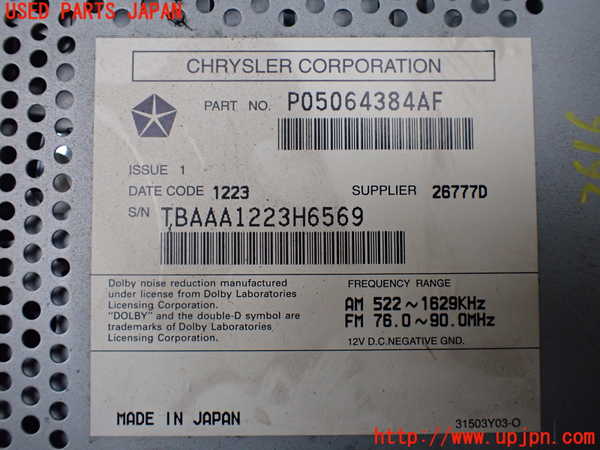 USED PARTS JAPAN
CHRYSLER CORPORATION
PART NO. P05064384AF
ISSUE 1
DATE CODE 1223 SUPPLIER 26777D
S/N TBAAA1223H6569
Dolby noise reduction manufactured
under license from Dolby Laboratories
Licensing Corporation.
"DOLBY" and the double-D symbol are
trademarks of Dolby Laboratories
Licensing Corporation.
FREQUENCY RANGE
AM 522~1629KHz
FM 76.0~90.0MHz
12V D.C.NEGATIVE GND.
MADE IN JAPAN
31503Y03-O
http://www.upjpn.com/